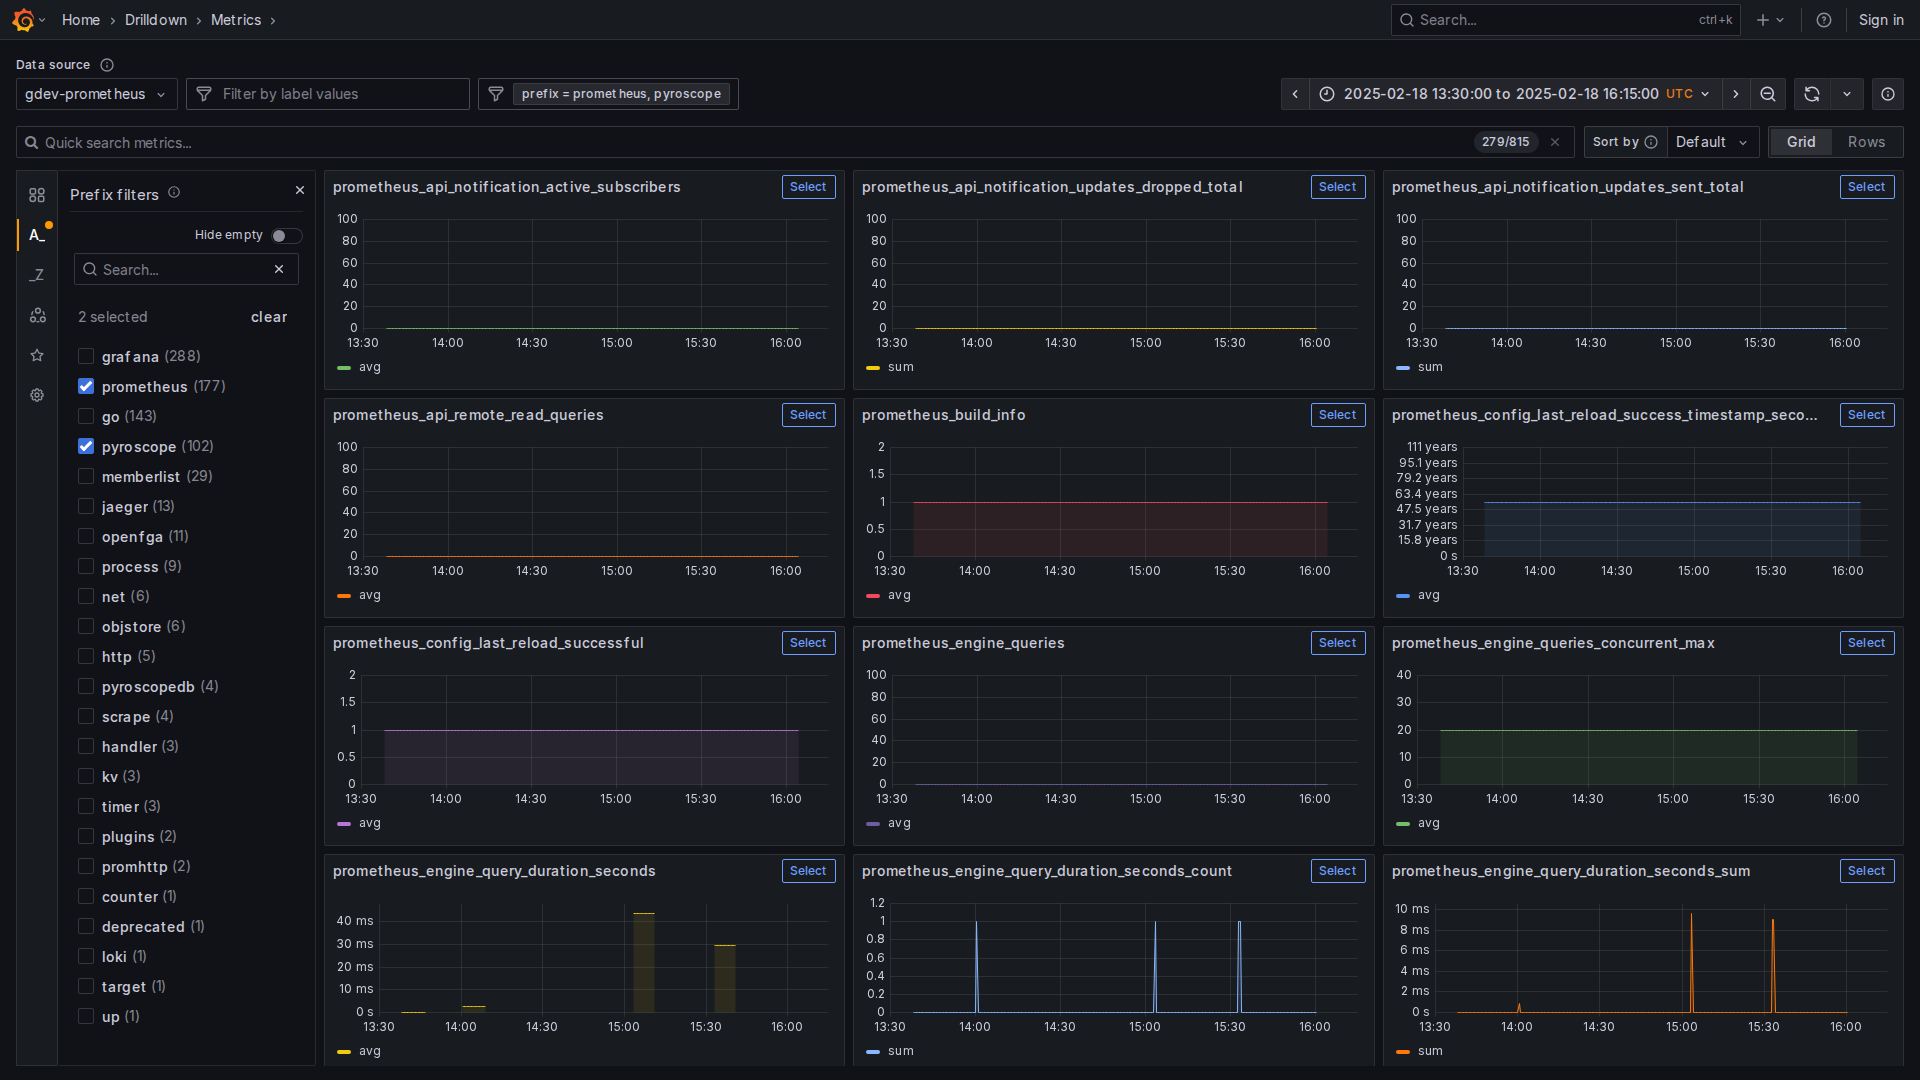 Home › Drilldown › Metrics ›
Search... ctrl+k
Sign in
Data source
gdev-prometheus
Filter by label values
prefix = prometheus, pyroscope
2025-02-18 13:30:00 to 2025-02-18 16:15:00 UTC
Quick search metrics...
279/815
Sort by
Default
Grid
Rows
A_
_Z
Prefix filters
Hide empty
Search...
2 selected
clear
grafana (288)
prometheus (177)
go (143)
pyroscope (102)
memberlist (29)
jaeger (13)
openfga (11)
process (9)
net (6)
objstore (6)
http (5)
pyroscopedb (4)
scrape (4)
handler (3)
kv (3)
timer (3)
plugins (2)
promhttp (2)
counter (1)
deprecated (1)
loki (1)
target (1)
up (1)
prometheus_api_notification_active_subscribers
Select
100
80
60
40
20
0
13:30 14:00 14:30 15:00 15:30 16:00
avg
prometheus_api_notification_updates_dropped_total
Select
100
80
60
40
20
0
13:30 14:00 14:30 15:00 15:30 16:00
sum
prometheus_api_notification_updates_sent_total
Select
100
80
60
40
20
0
13:30 14:00 14:30 15:00 15:30 16:00
sum
prometheus_api_remote_read_queries
Select
100
80
60
40
20
0
13:30 14:00 14:30 15:00 15:30 16:00
avg
prometheus_build_info
Select
2
1.5
1
0.5
0
13:30 14:00 14:30 15:00 15:30 16:00
avg
prometheus_config_last_reload_success_timestamp_seco...
Select
111 years
95.1 years
79.2 years
63.4 years
47.5 years
31.7 years
15.8 years
0 s
13:30 14:00 14:30 15:00 15:30 16:00
avg
prometheus_config_last_reload_successful
Select
2
1.5
1
0.5
0
13:30 14:00 14:30 15:00 15:30 16:00
avg
prometheus_engine_queries
Select
100
80
60
40
20
0
13:30 14:00 14:30 15:00 15:30 16:00
avg
prometheus_engine_queries_concurrent_max
Select
40
30
20
10
0
13:30 14:00 14:30 15:00 15:30 16:00
avg
prometheus_engine_query_duration_seconds
Select
40 ms
30 ms
20 ms
10 ms
0 s
13:30 14:00 14:30 15:00 15:30 16:00
avg
prometheus_engine_query_duration_seconds_count
Select
1.2
1
0.8
0.6
0.4
0.2
0
13:30 14:00 14:30 15:00 15:30 16:00
sum
prometheus_engine_query_duration_seconds_sum
Select
10 ms
8 ms
6 ms
4 ms
2 ms
0 s
13:30 14:00 14:30 15:00 15:30 16:00
sum